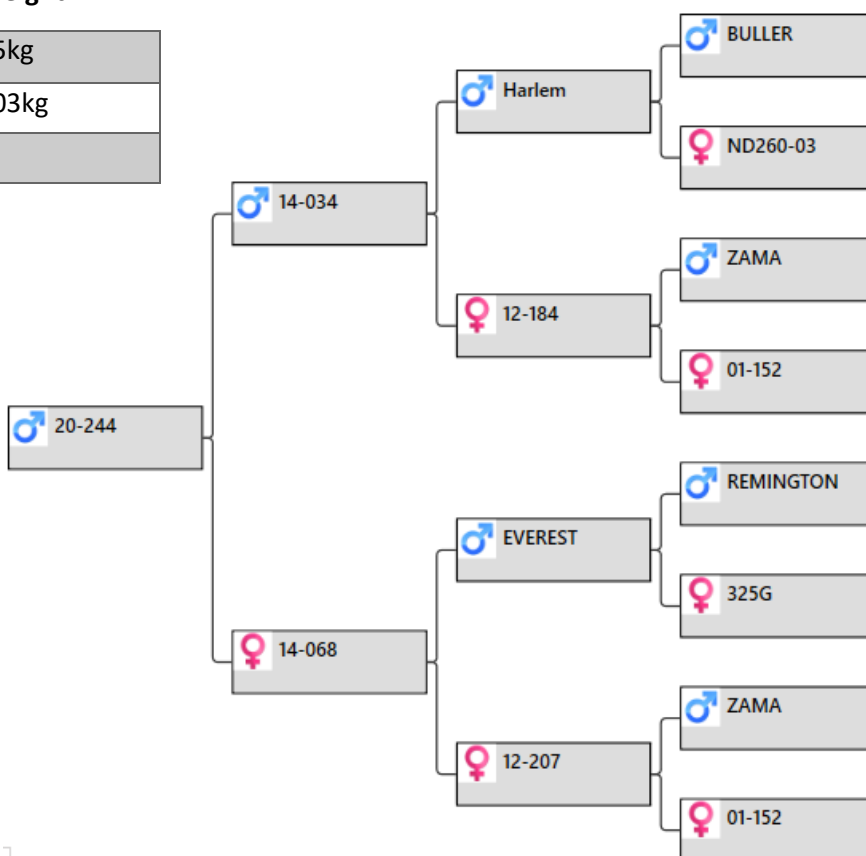 5kg
03kg
BULLER
Harlem
ND260-03
14-034
ZAMA
12-184
01-152
20-244
REMINGTON
EVEREST
325G
14-068
ZAMA
12-207
01-152